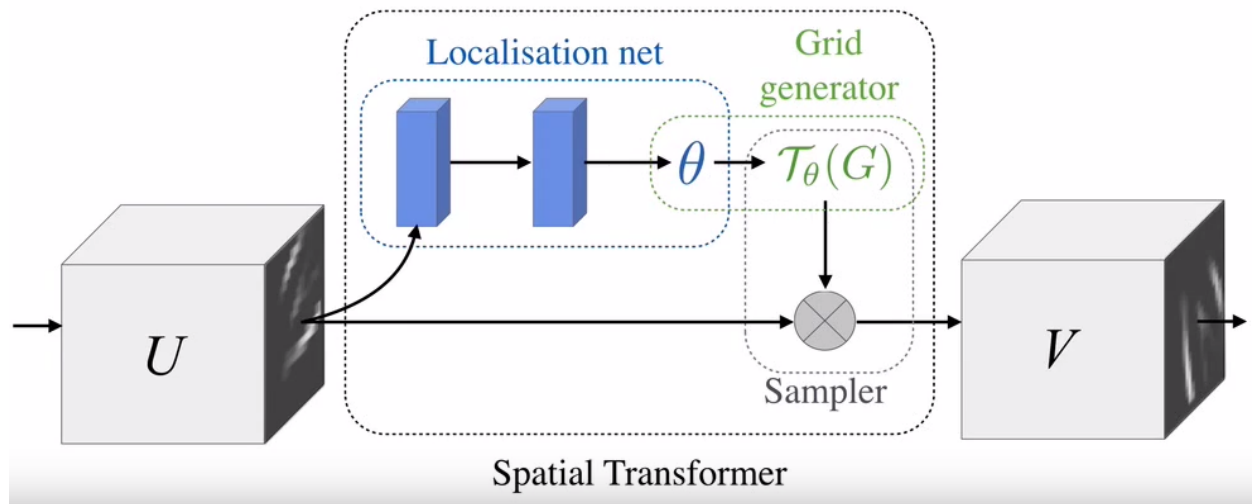 Localisation net
Grid
generator
θ
𝒯θ(G)
U
V
Sampler
Spatial Transformer